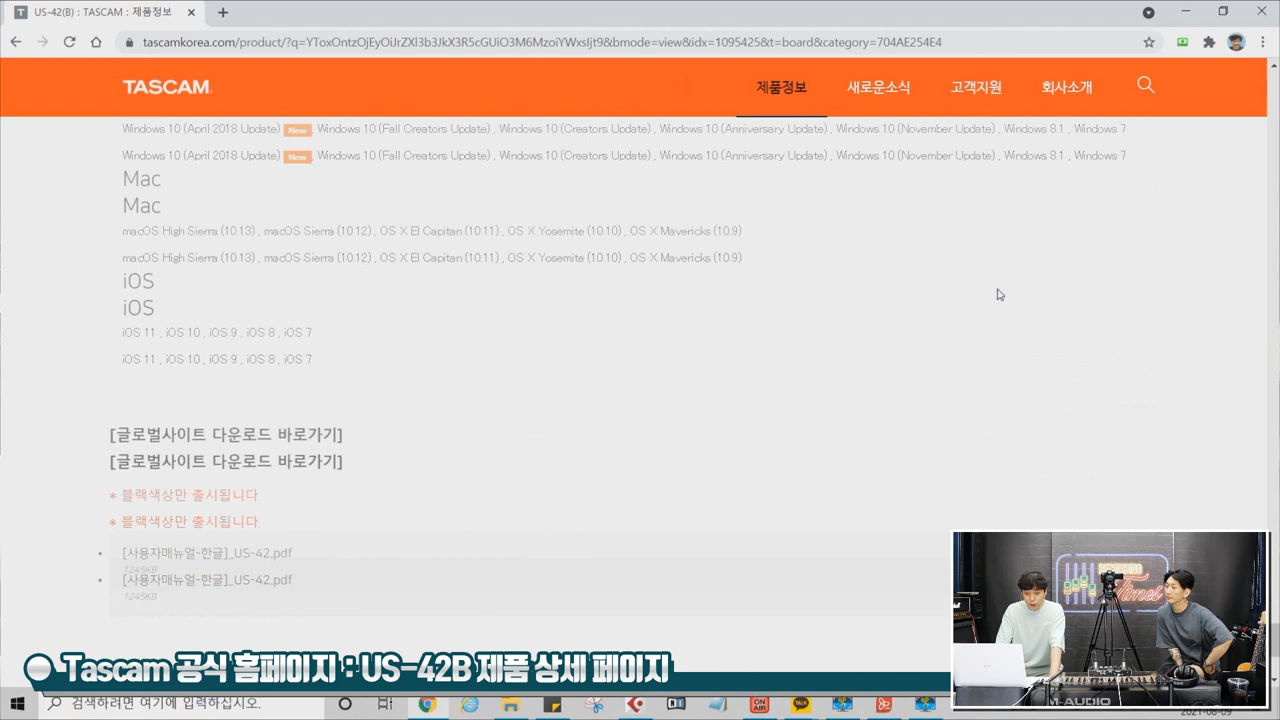 US-42(B) : TASCAM : 제품정보
tascamkorea.com/product/?q=YToxOntzOjEyOiJrZXl3b3JkX3R5cGUiO3M6MzoiYWxsIjt9&bmode=view&idx=1095425&t=board&category=704AE254E4
TASCAM 제품정보 새로운소식 고객지원 회사소개
Windows 10 (April 2018 Update) New , Windows 10 (Fall Creators Update) , Windows 10 (Creators Update) , Windows 10 (Anniversary Update) , Windows 10 (November Update) , Windows 8.1 , Windows 7
Windows 10 (April 2018 Update) New , Windows 10 (Fall Creators Update) , Windows 10 (Creators Update) , Windows 10 (Anniversary Update) , Windows 10 (November Update) , Windows 8.1 , Windows 7
Mac
Mac
macOS High Sierra (10.13) , macOS Sierra (10.12) , OS X El Capitan (10.11) , OS X Yosemite (10.10) , OS X Mavericks (10.9)
macOS High Sierra (10.13) , macOS Sierra (10.12) , OS X El Capitan (10.11) , OS X Yosemite (10.10) , OS X Mavericks (10.9)
iOS
iOS
iOS 11 , iOS 10 , iOS 9 , iOS 8 , iOS 7
iOS 11 , iOS 10 , iOS 9 , iOS 8 , iOS 7
[글로벌사이트 다운로드 바로가기]
[글로벌사이트 다운로드 바로가기]
* 블랙색상만 출시됩니다
* 블랙색상만 출시됩니다
• [사용자매뉴얼-한글]_US-42.pdf
1245KB
• [사용자매뉴얼-한글]_US-42.pdf
1245KB
Times
Tascam 공식 홈페이지 : US-42B 제품 상세 페이지
검색하려면 여기에 입력하십시오.
ON AIR
TALK
M-AUDIO
2021-08-09